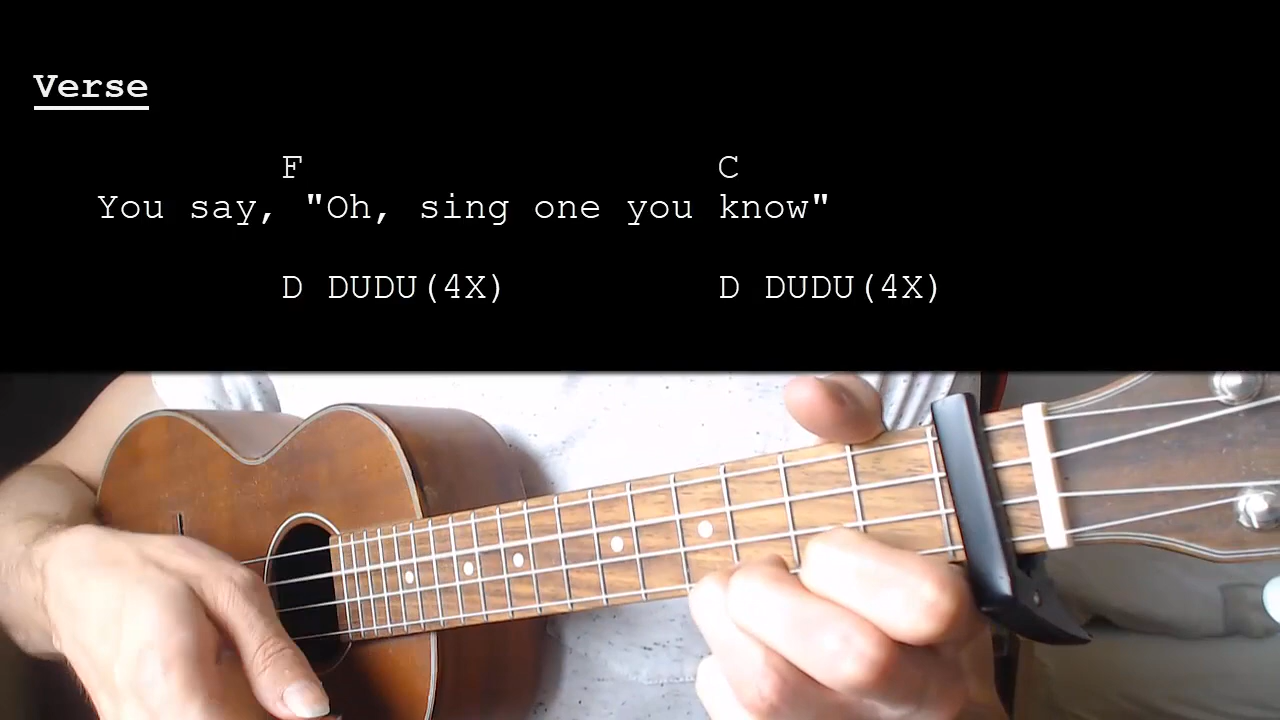 Verse
F C
You say, "Oh, sing one you know"
D DUDU(4X) D DUDU(4X)